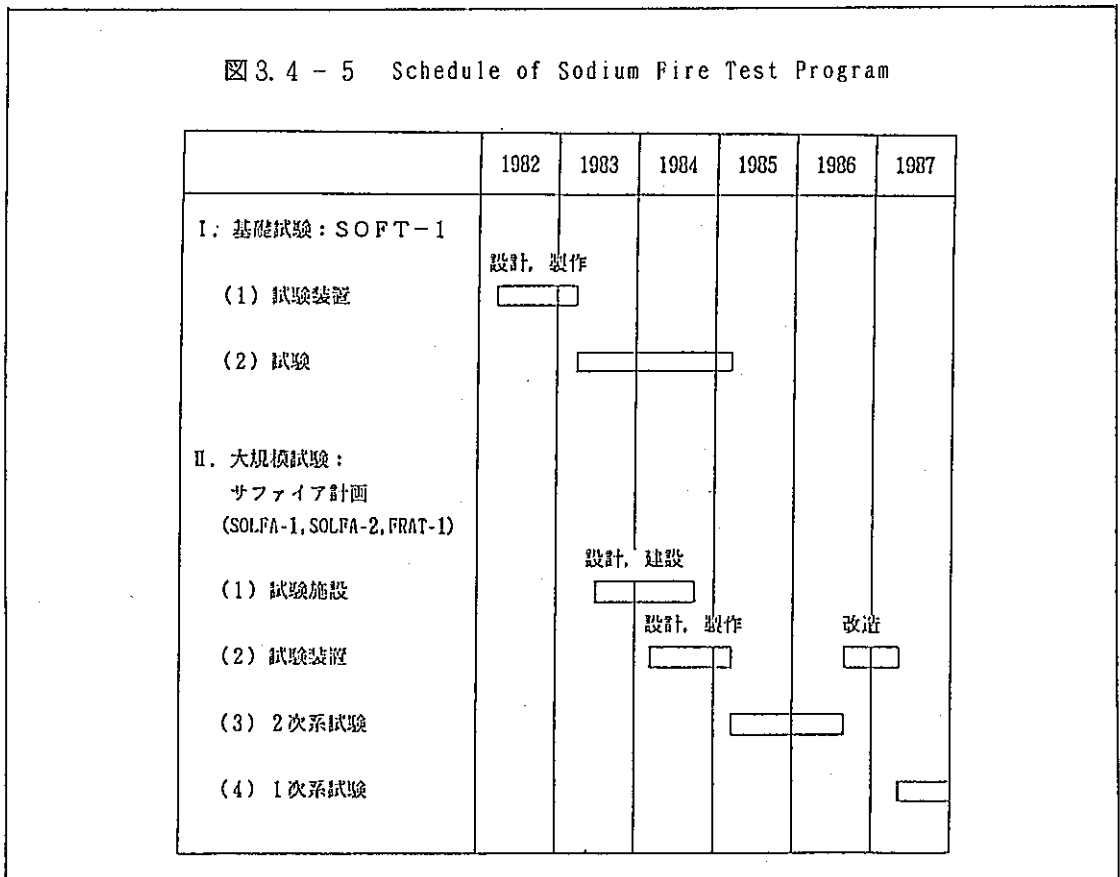 図3.4-5 Schedule of Sodium Fire Test Program
1982 1983 1984 1985 1986 1987
I. 基礎試験:SOFT-1
設計, 製作
(1) 試験装置
(2) 試験
II. 大規模試験:
サファイア計画
(SOLFA-1,SOLFA-2,FRAT-1)
設計, 建設
(1) 試験施設
設計, 製作 改造
(2) 試験装置
(3) 2次系試験
(4) 1次系試験